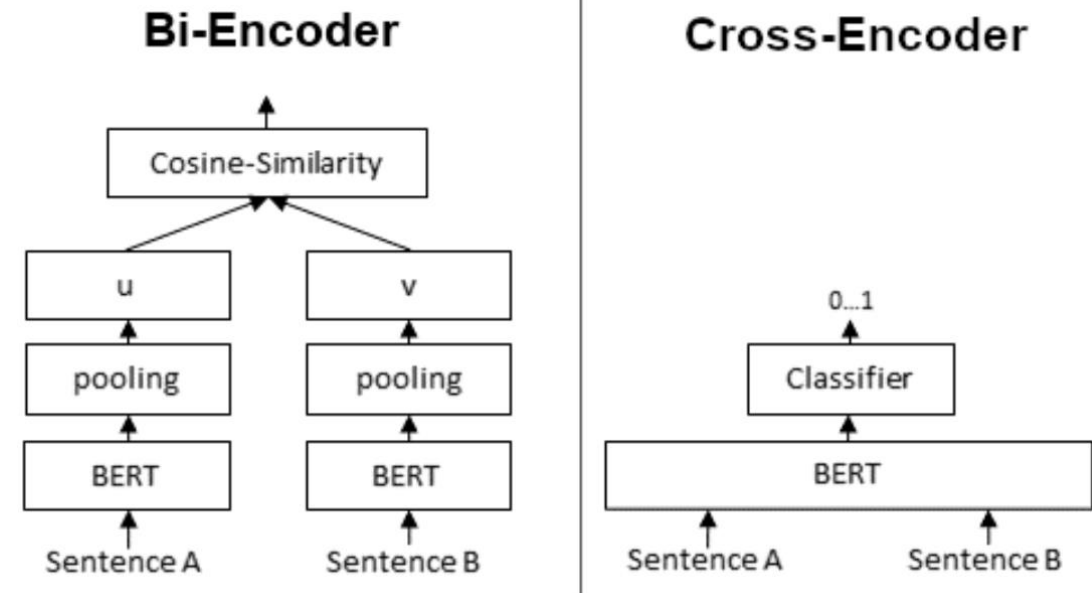 Bi-Encoder
Cosine-Similarity
u
v
pooling
pooling
BERT
BERT
Sentence A
Sentence B
Cross-Encoder
0...1
Classifier
BERT
Sentence A
Sentence B